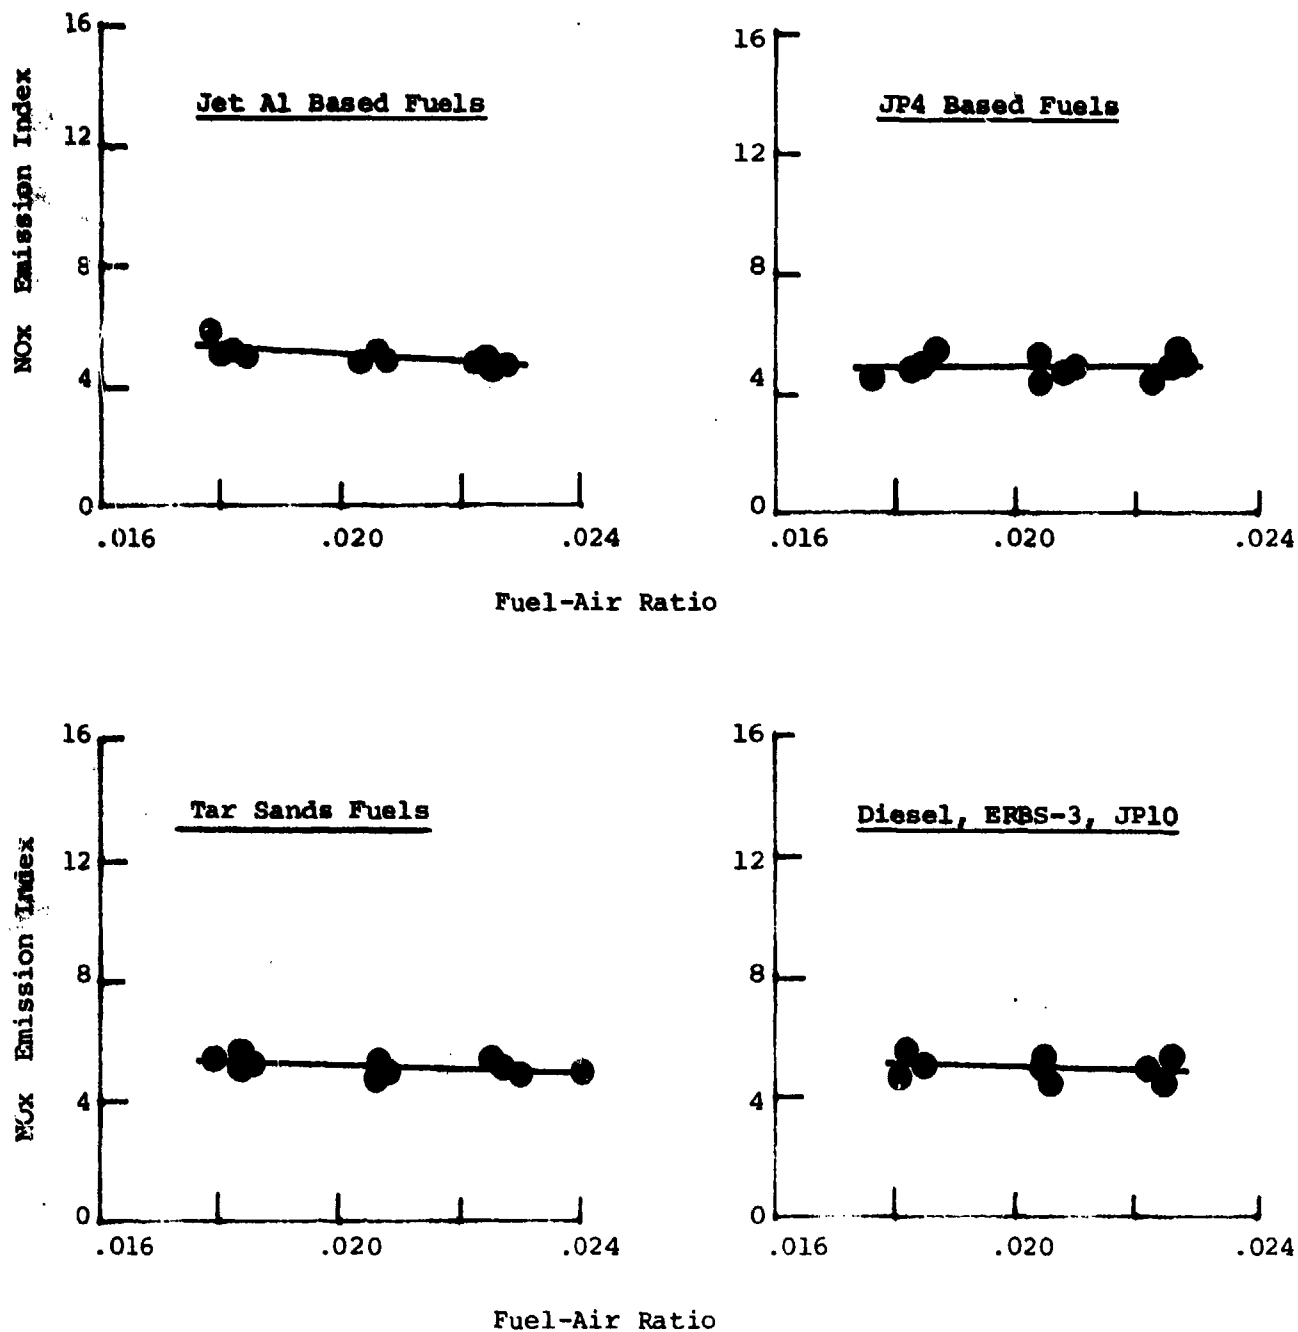 16
Jet A1 Based Fuels
12
8
4
0
.016 .020 .024
NOx Emission Index
16
JP4 Based Fuels
12
8
4
0
.016 .020 .024
Fuel-Air Ratio
16
Tar Sands Fuels
12
8
4
0
.016 .020 .024
NOx Emission Index
16
Diesel, ERBS-3, JP10
12
8
4
0
.016 .020 .024
Fuel-Air Ratio